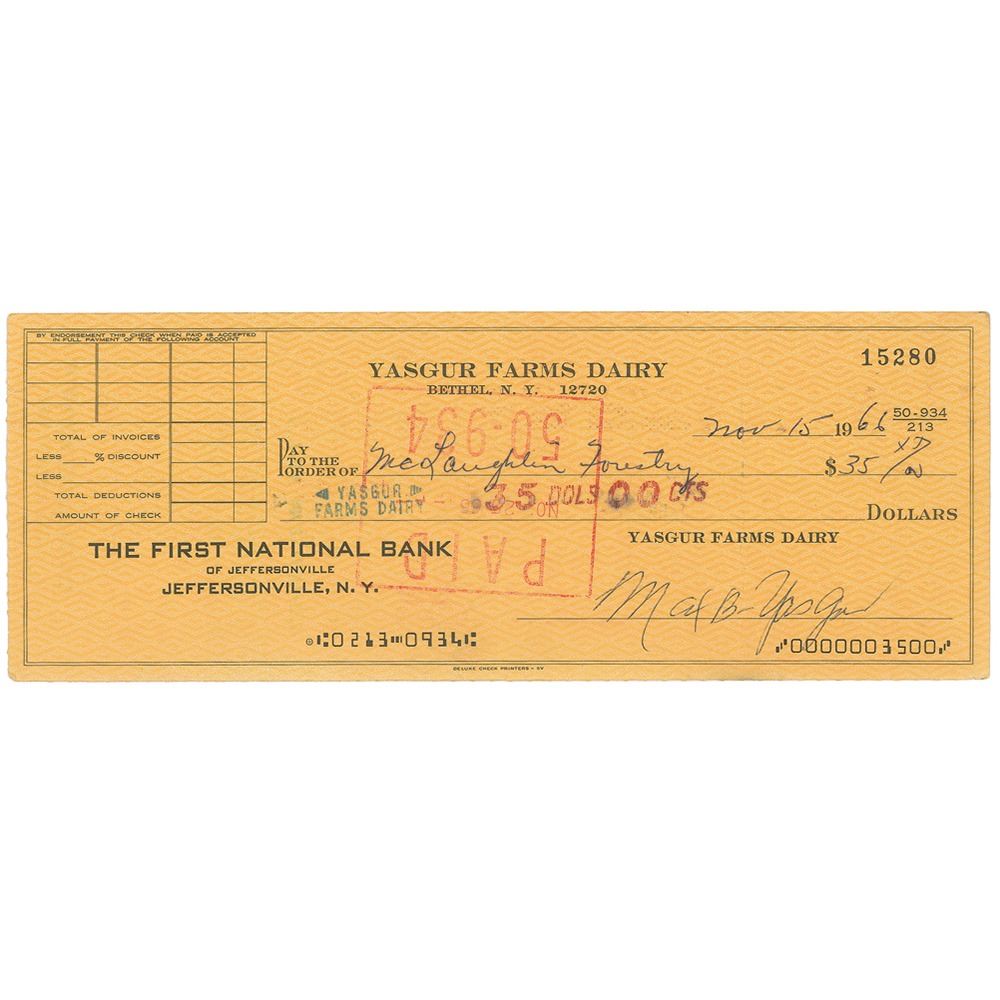 BY ENDORSEMENT THIS CHECK WHEN PAID IS ACCEPTED
IN FULL PAYMENT OF THE FOLLOWING ACCOUNT
YASGUR FARMS DAIRY
BETHEL, N. Y. 12720
15280
Nov 15 1966
50-934
213
50-934
TOTAL OF INVOICES
LESS % DISCOUNT
LESS
TOTAL DEDUCTIONS
AMOUNT OF CHECK
PAY TO THE ORDER OF McLaughlin Forestry $35
YASGUR FARMS DAIRY 35 DOLS 00 CTS
DOLLARS
PAID
THE FIRST NATIONAL BANK
OF JEFFERSONVILLE
JEFFERSONVILLE, N. Y.
YASGUR FARMS DAIRY
Max B Yasgur
⑆0213⑉0934⑆
⑈0000003500⑈
DELUXE CHECK PRINTERS - SV